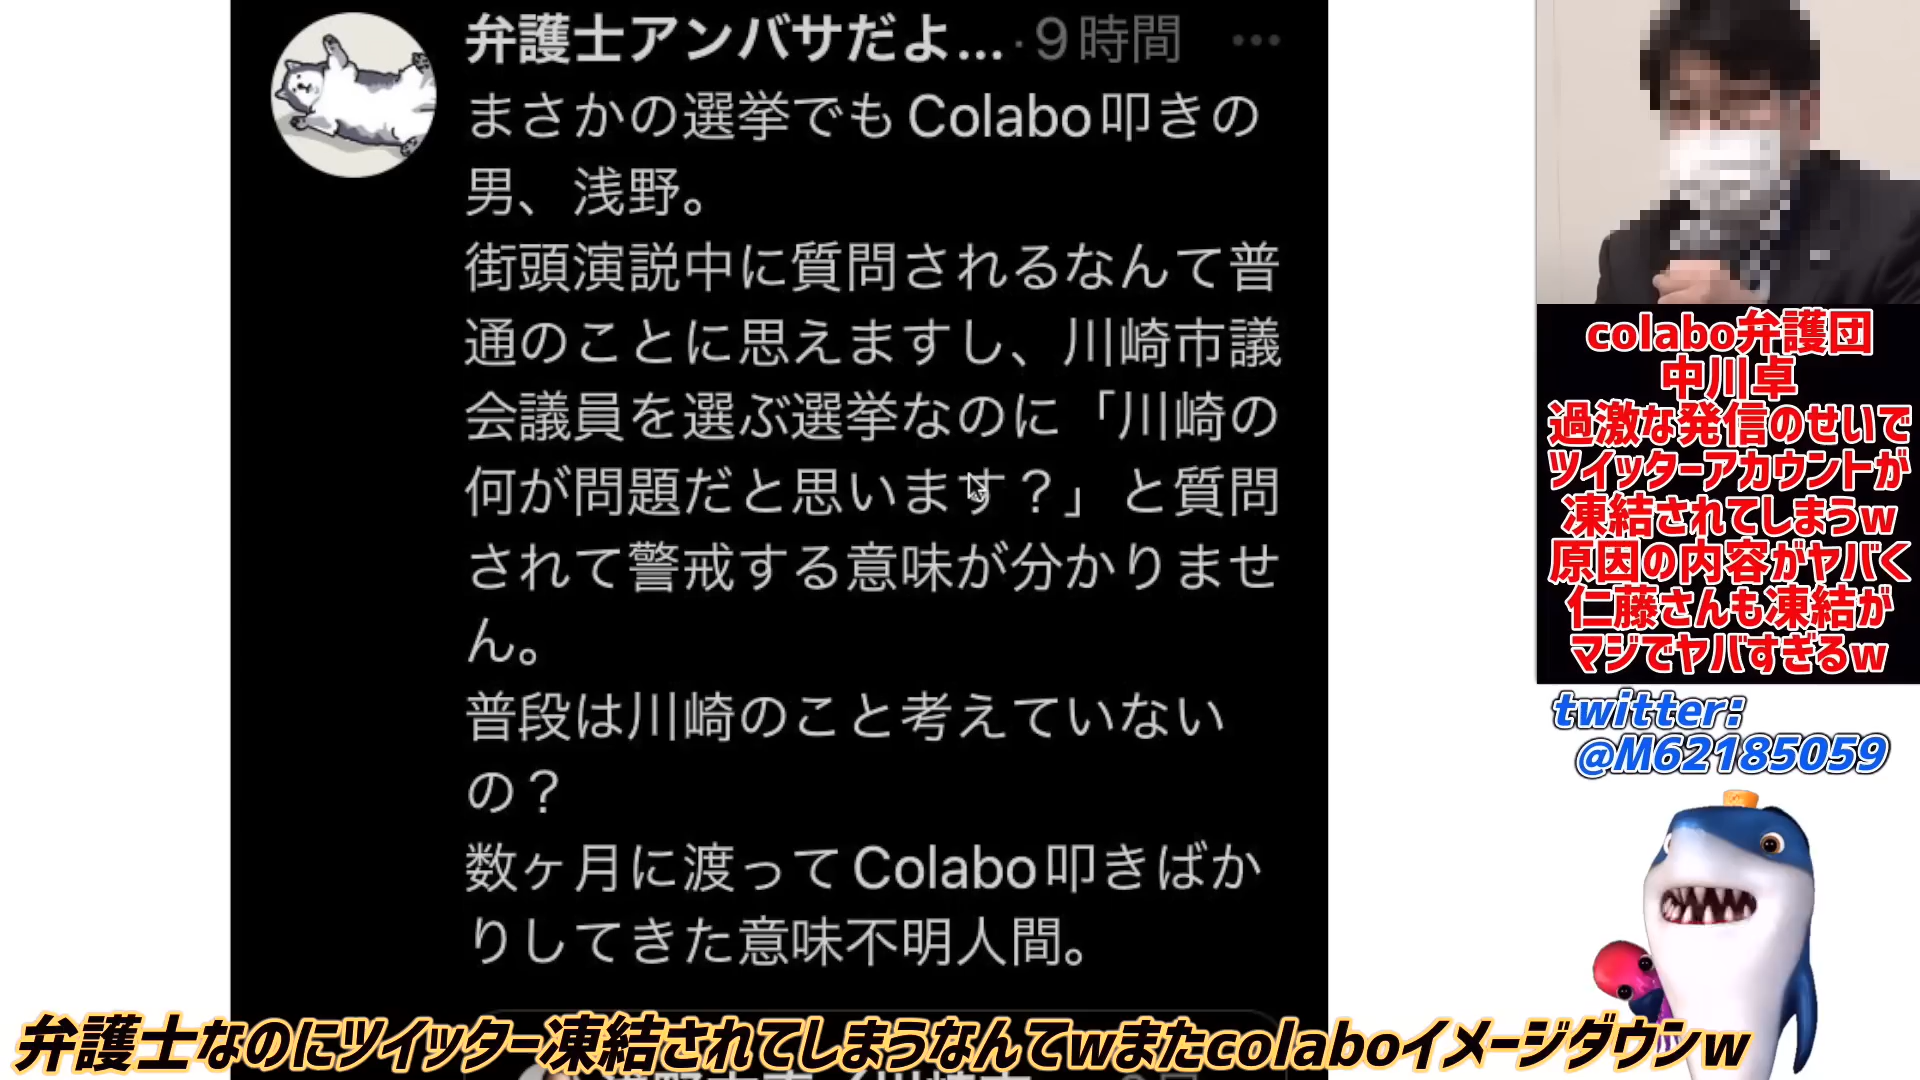 弁護士アンバサだよ...·9時間
まさかの選挙でもColabo叩きの
男、浅野。
街頭演説中に質問されるなんて普
通のことに思えますし、川崎市議
会議員を選ぶ選挙なのに「川崎の
何が問題だと思います？」と質問
されて警戒する意味が分かりませ
ん。
普段は川崎のこと考えていない
の？
数ヶ月に渡ってColabo叩きばか
りしてきた意味不明人間。
colabo弁護団
中川卓
過激な発信のせいで
ツイッターアカウントが
凍結されてしまうw
原因の内容がヤバく
仁藤さんも凍結が
マジでヤバすぎるw
twitter:
@M62185059
弁護士なのにツイッター凍結されてしまうなんてwまたcolaboイメージダウンw